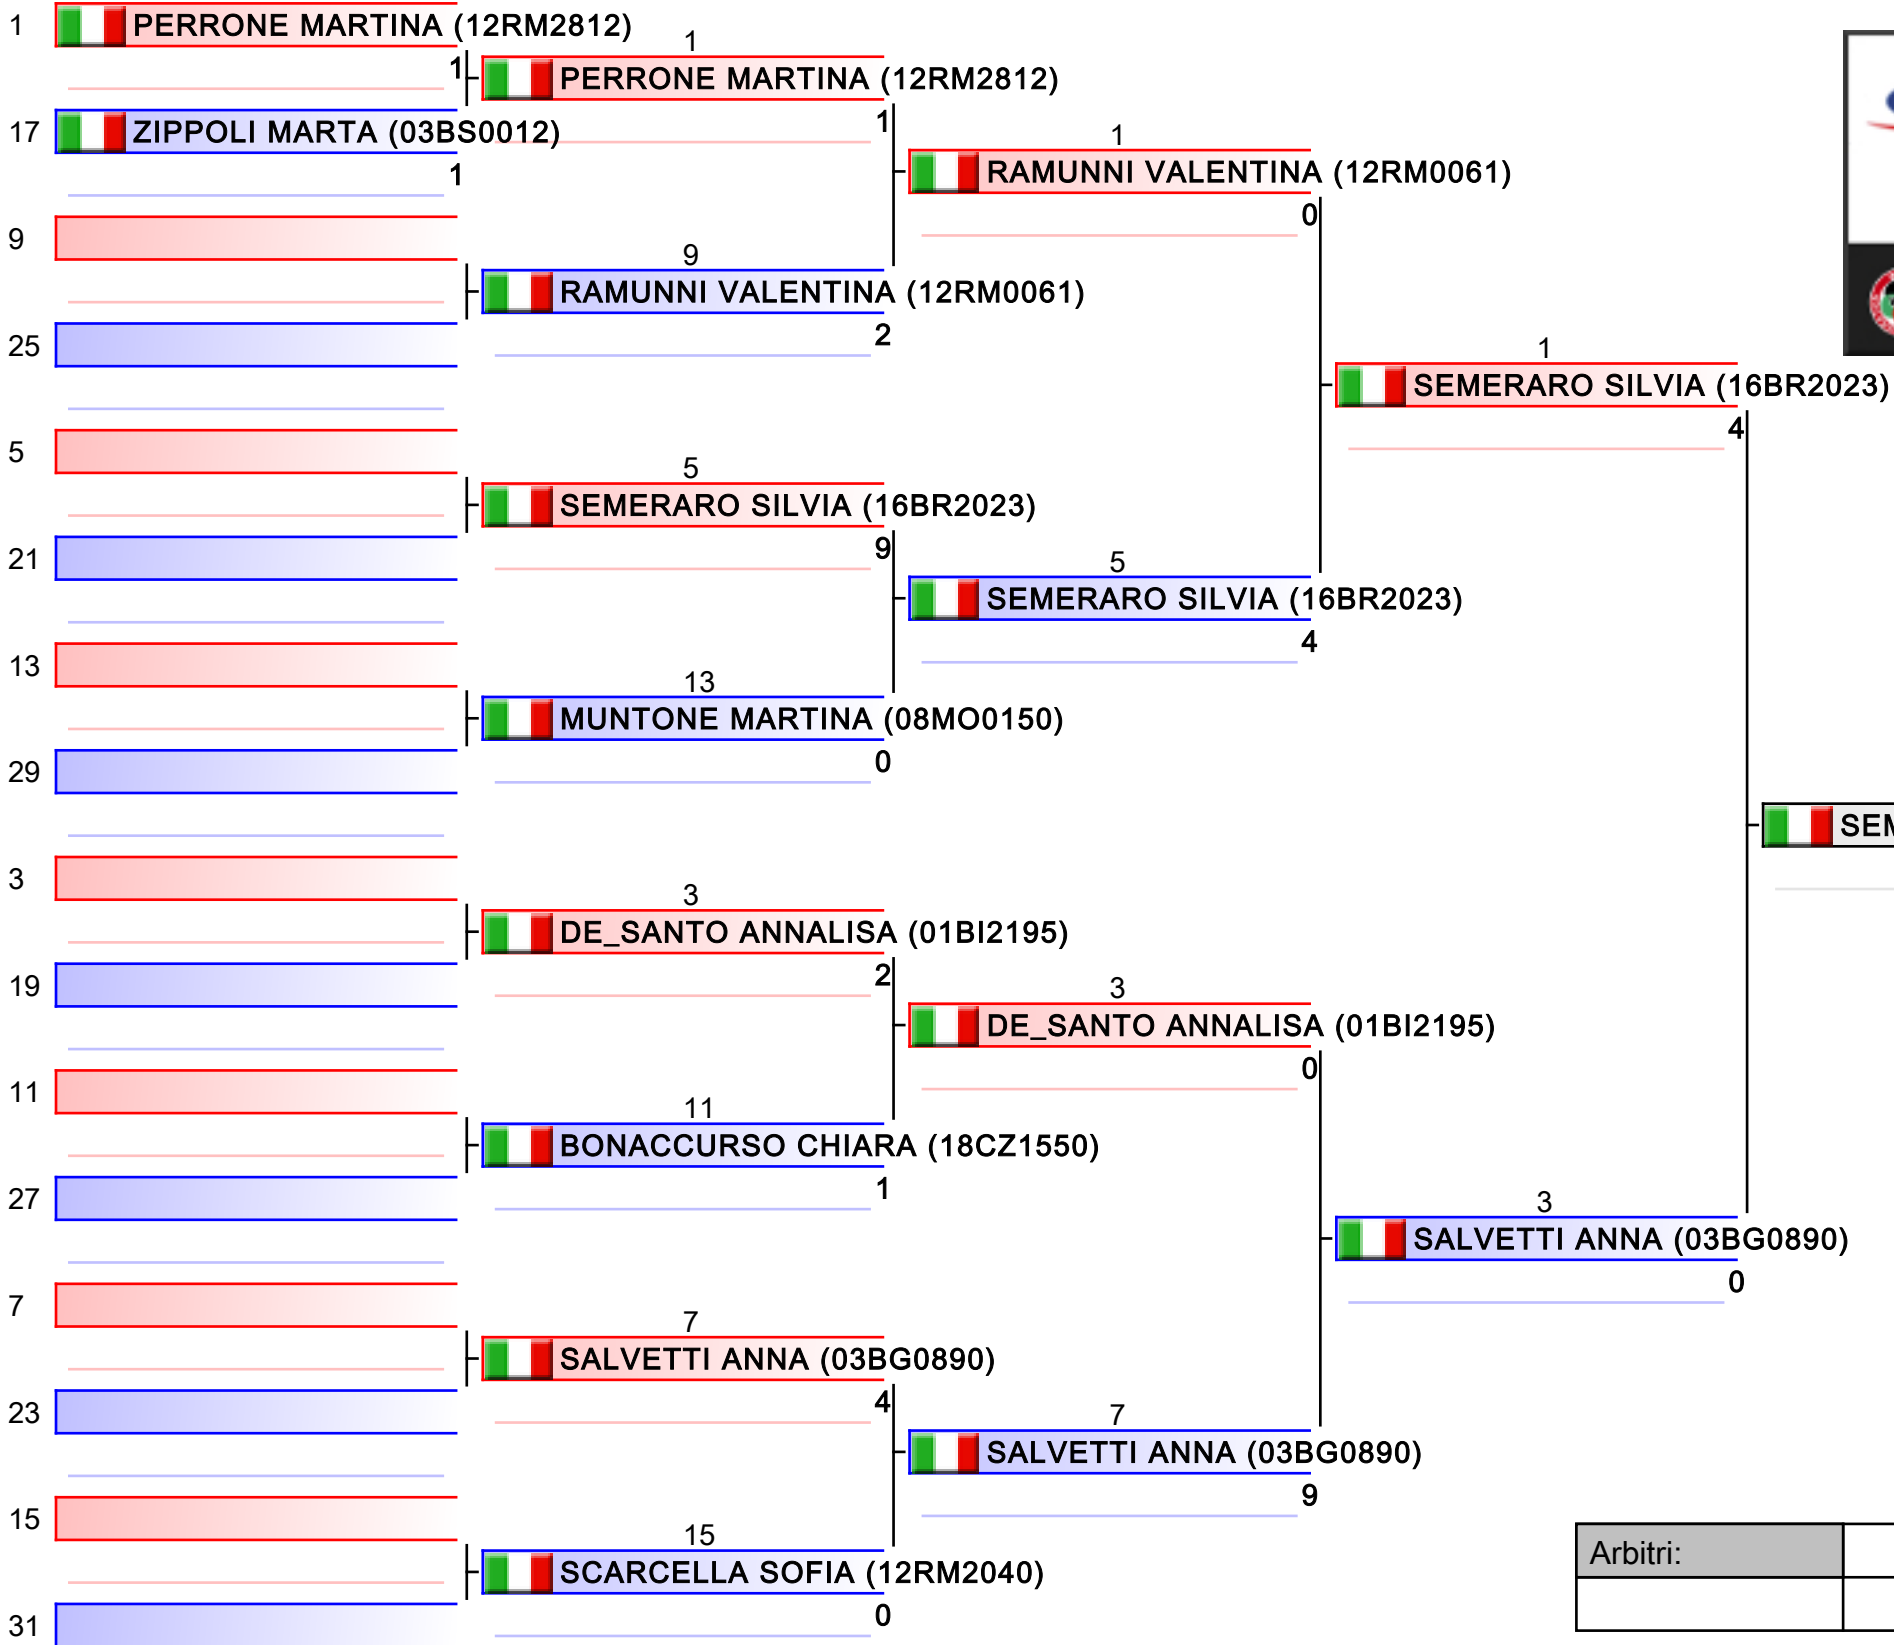 1 PERRONE MARTINA (12RM2812)
1
1
PERRONE MARTINA (12RM2812)
1
17 ZIPPOLI MARTA (03BS0012)
1
1
RAMUNNI VALENTINA (12RM0061)
0
9
9
RAMUNNI VALENTINA (12RM0061)
2
25
1
SEMERARO SILVIA (16BR2023)
4
5
5
SEMERARO SILVIA (16BR2023)
9
21
5
SEMERARO SILVIA (16BR2023)
4
13
13
MUNTONE MARTINA (08MO0150)
0
29
SEM
3
3
DE_SANTO ANNALISA (01BI2195)
2
19
3
DE_SANTO ANNALISA (01BI2195)
0
11
11
BONACCURSO CHIARA (18CZ1550)
1
27
3
SALVETTI ANNA (03BG0890)
0
7
7
SALVETTI ANNA (03BG0890)
4
23
7
SALVETTI ANNA (03BG0890)
9
15
15
SCARCELLA SOFIA (12RM2040)
0
31
Arbitri: